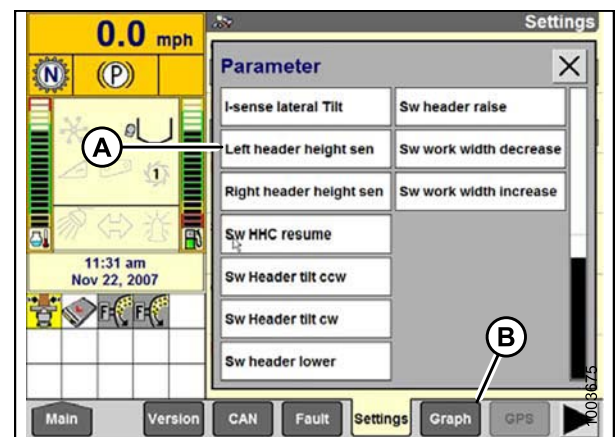 0.0 mph
Settings
N
(P)
Parameter
X
I-sense lateral Tilt
Sw header raise
A
Left header height sen
Sw work width decrease
1
Right header height sen
Sw work width increase
Sw HHC resume
11:31 am
Nov 22, 2007
Sw Header tilt ccw
F
F
Sw Header tilt cw
B
Sw header lower
1003675
Main
Version
CAN
Fault
Settings
Graph
GPS